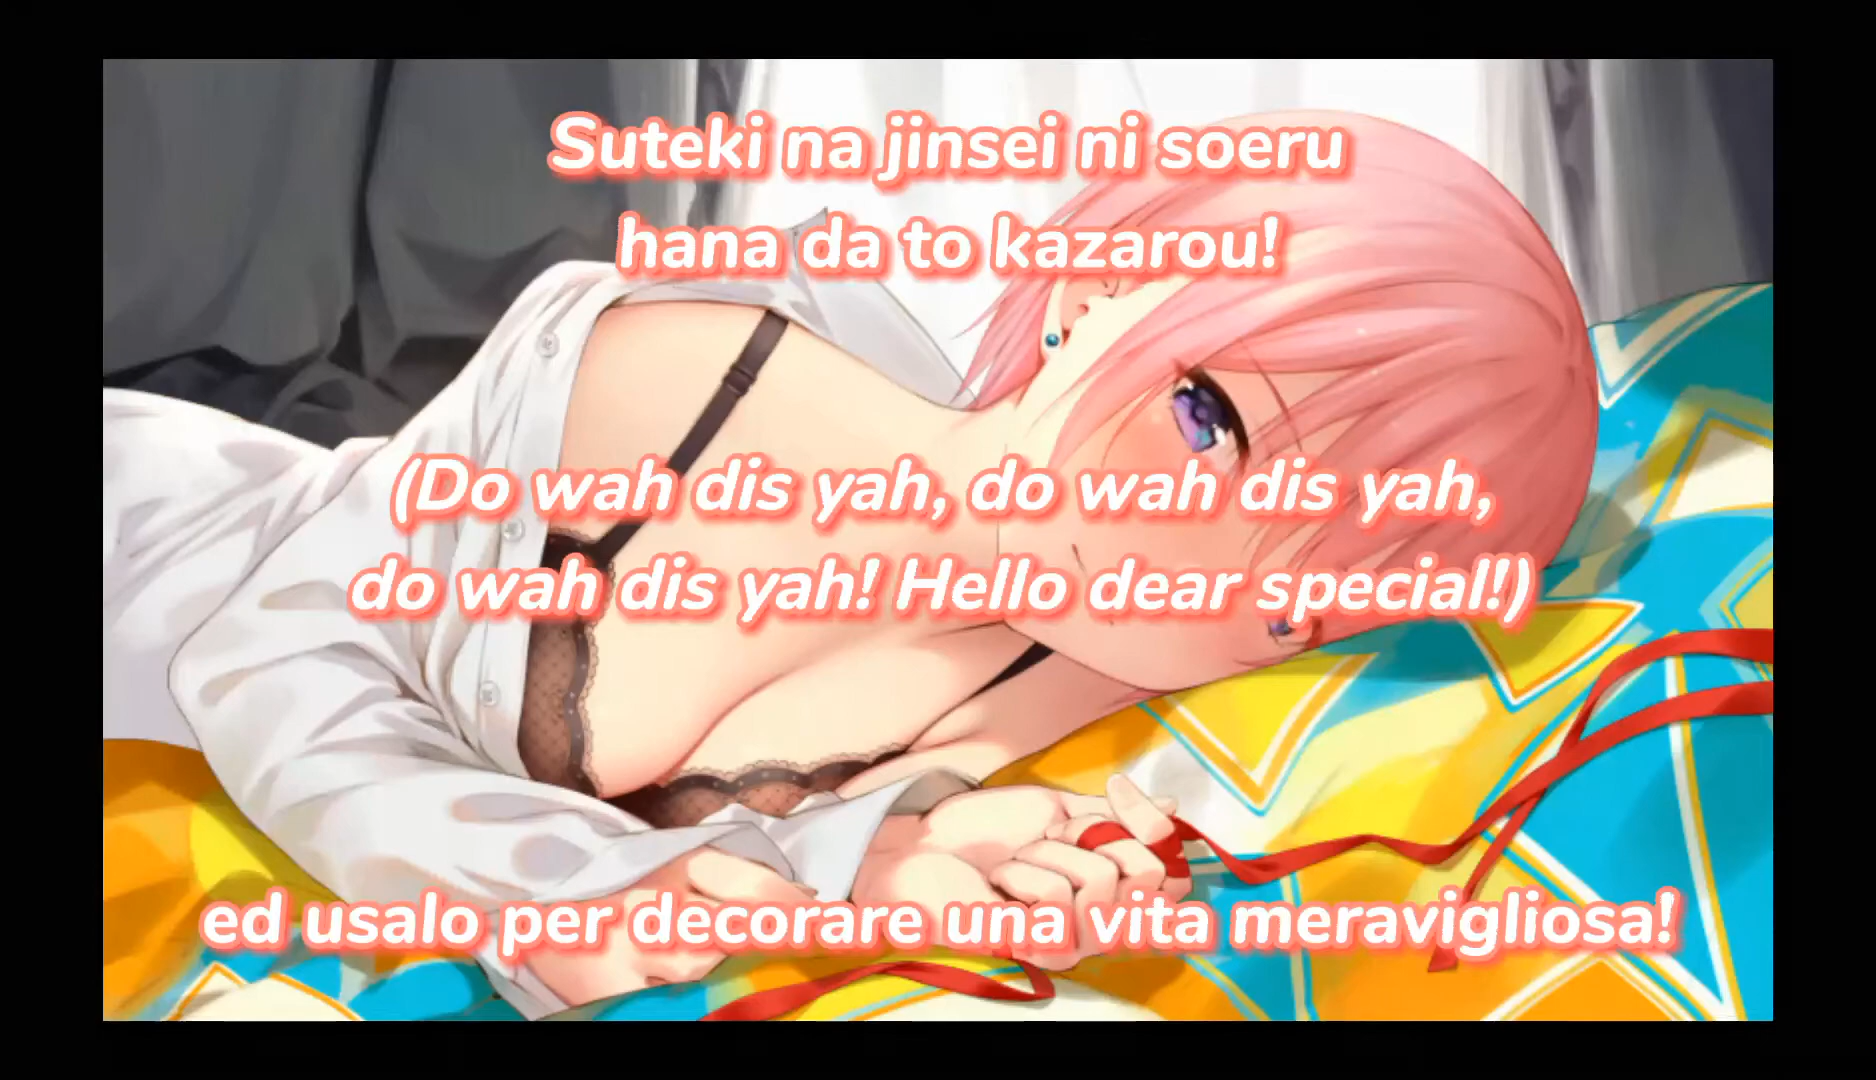 Suteki na jinsei ni soeru
hana da to kazarou!
(Do wah dis yah, do wah dis yah,
do wah dis yah! Hello dear special!)
ed usalo per decorare una vita meravigliosa!